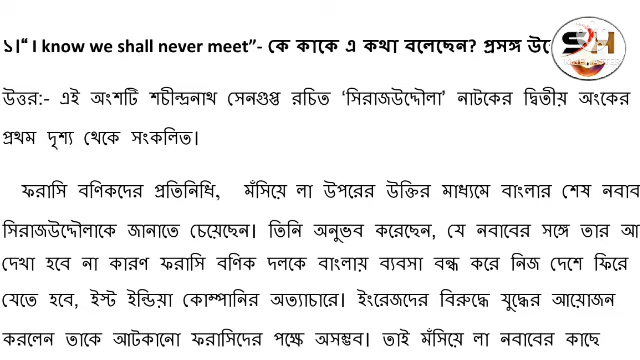 ১।“ I know we shall never meet”- কে কাকে এ কথা বলেছেন? প্রসঙ্গ
SH
উত্তর:- এই অংশটি শচীন্দ্রনাথ সেনগুপ্ত রচিত ‘সিরাজউদ্দৌলা’ নাটকের দ্বিতীয় অংকের
প্রথম দৃশ্য থেকে সংকলিত।
ফরাসি বণিকদের প্রতিনিধি, মঁসিয়ে লা উপরের উক্তির মাধ্যমে বাংলার শেষ নবাব
সিরাজউদ্দৌলাকে জানাতে চেয়েছেন। তিনি অনুভব করেছেন, যে নবাবের সঙ্গে তার আ
দেখা হবে না কারণ ফরাসি বণিক দলকে বাংলায় ব্যবসা বন্ধ করে নিজ দেশে ফিরে
যেতে হবে, ইস্ট ইন্ডিয়া কোম্পানির অত্যাচারে। ইংরেজদের বিরুদ্ধে যুদ্ধের আয়োজন
করলেন তাকে আটকানো ফরাসিদের পক্ষে অসম্ভব। তাই মঁসিয়ে লা নবাবের কাছে